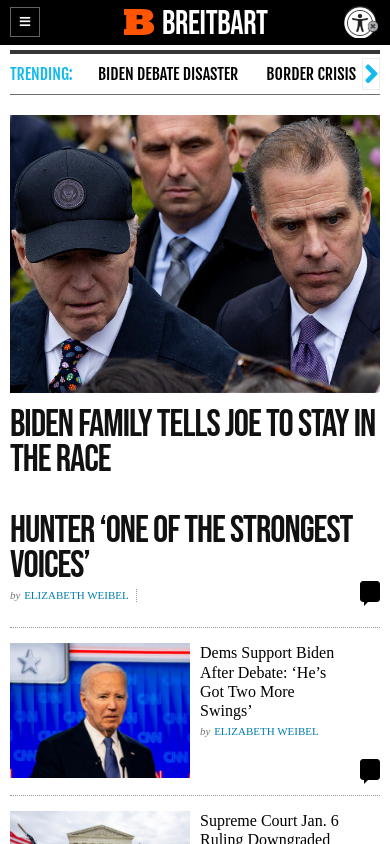 BREITBART
TRENDING:
BIDEN DEBATE DISASTER
BORDER CRISIS
BIDEN FAMILY TELLS JOE TO STAY IN
THE RACE
HUNTER ‘ONE OF THE STRONGEST
VOICES’
by ELIZABETH WEIBEL
Dems Support Biden
After Debate: ‘He’s
Got Two More
Swings’
by ELIZABETH WEIBEL
Supreme Court Jan. 6
Ruling Downgraded